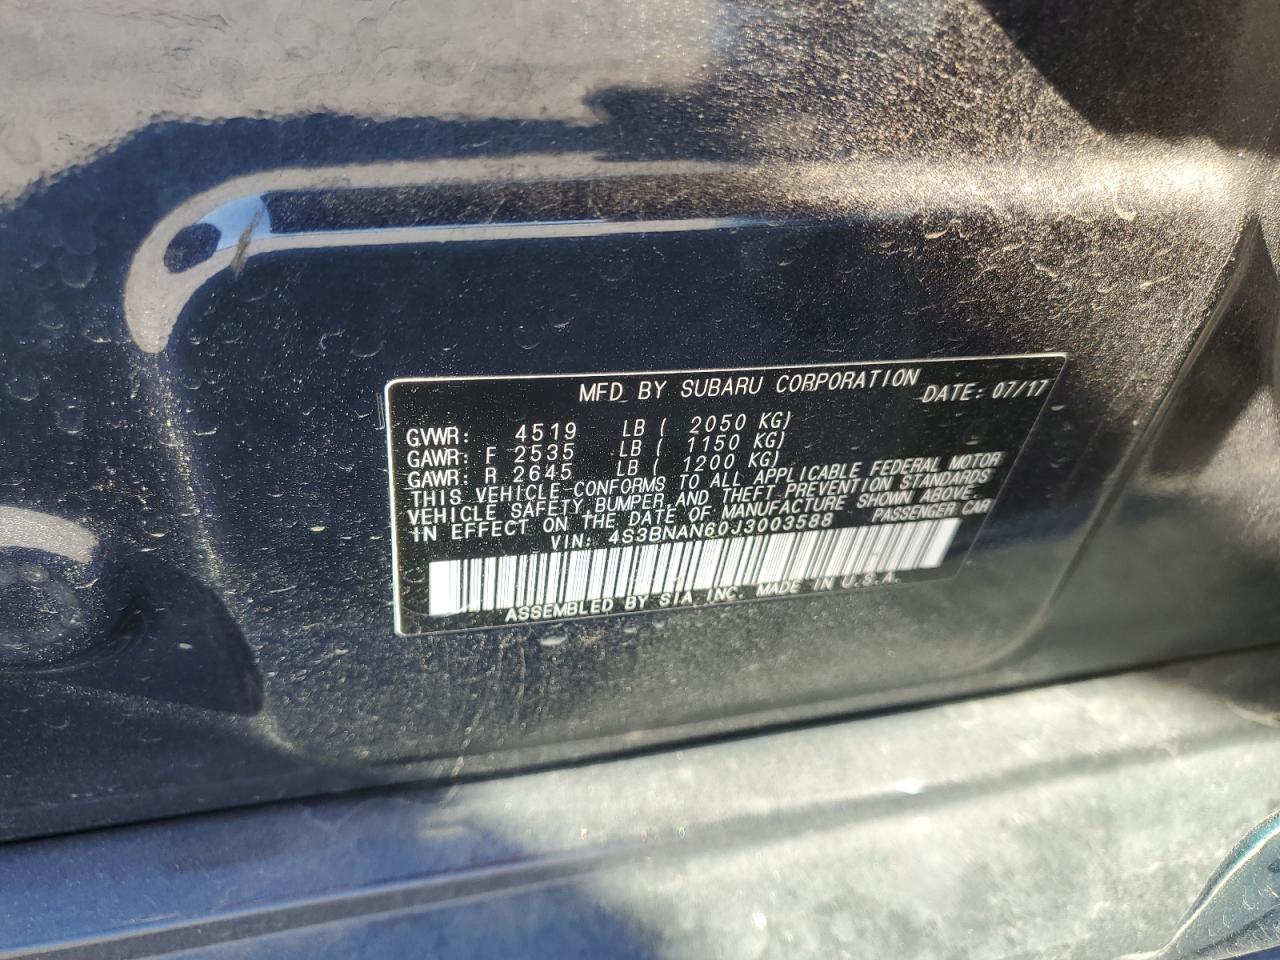 MFD BY SUBARU CORPORATION DATE: 07/17
GVWR: 4519 LB ( 2050 KG)
GAWR: F 2535 LB ( 1150 KG)
GAWR: R 2645 LB ( 1200 KG)
THIS VEHICLE CONFORMS TO ALL APPLICABLE FEDERAL MOTOR
VEHICLE SAFETY, BUMPER, AND THEFT PREVENTION STANDARDS
IN EFFECT ON THE DATE OF MANUFACTURE SHOWN ABOVE.
VIN: 4S3BNAN60J3003588 PASSENGER CAR
ASSEMBLED BY SIA, INC. MADE IN U.S.A.